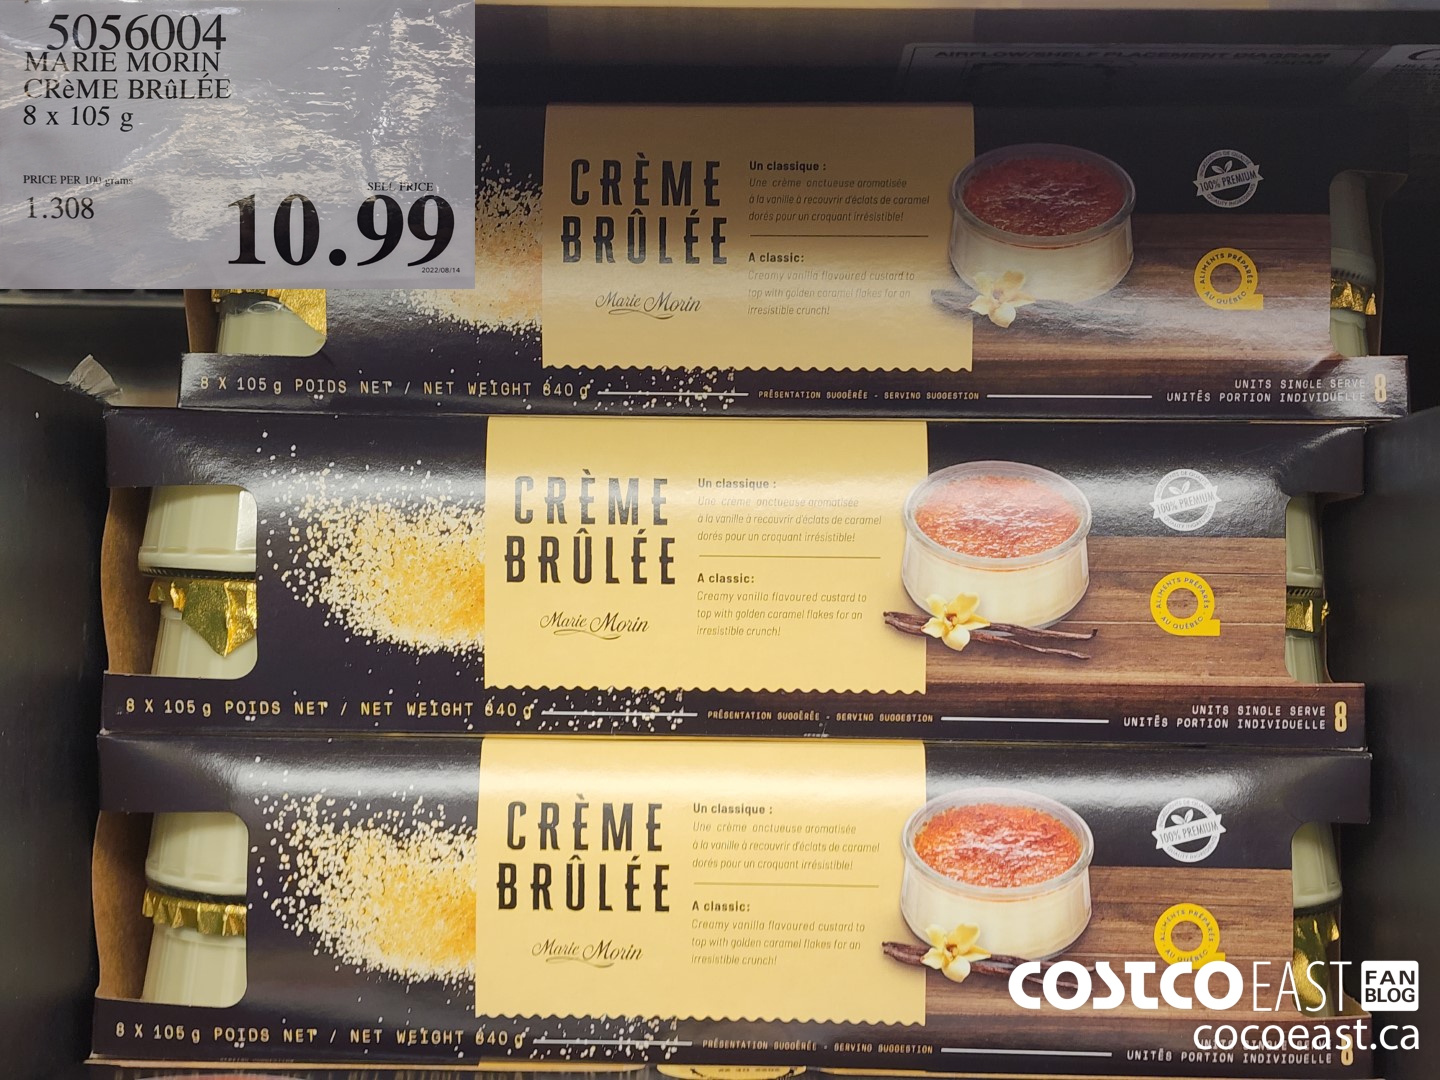 5056004
MARIE MORIN
CRèME BRûLÉE
8 x 105 g
PRICE PER 100 grams
1.308
SELL PRICE
10.99
2022/08/14
AIRFLOW/SHELF PLACEMENT DIAGRAM
CRÈME
BRÛLÉE
Marie Morin
Un classique :
Une crème onctueuse aromatisée
à la vanille à recouvrir d'éclats de caramel
dorés pour un croquant irrésistible!
A classic:
Creamy vanilla flavoured custard to
top with golden caramel flakes for an
irresistible crunch!
100% PREMIUM
ALIMENTS PRÉPARÉS
AU QUÉBEC
8 X 105 g POIDS NET / NET WEIGHT 840 g
PRÉSENTATION SUGGÉRÉE - SERVING SUGGESTION
UNITS SINGLE SERVE
UNITÉS PORTION INDIVIDUELLE
8
CRÈME
BRÛLÉE
Marie Morin
Un classique :
Une crème onctueuse aromatisée
à la vanille à recouvrir d'éclats de caramel
dorés pour un croquant irrésistible!
A classic:
Creamy vanilla flavoured custard to
top with golden caramel flakes for an
irresistible crunch!
100% PREMIUM
ALIMENTS PRÉPARÉS
AU QUÉBEC
8 X 105 g POIDS NET / NET WEIGHT 840 g
PRÉSENTATION SUGGÉRÉE - SERVING SUGGESTION
UNITS SINGLE SERVE
UNITÉS PORTION INDIVIDUELLE
8
CRÈME
BRÛLÉE
Marie Morin
Un classique :
Une crème onctueuse aromatisée
à la vanille à recouvrir d'éclats de caramel
dorés pour un croquant irrésistible!
A classic:
Creamy vanilla flavoured custard to
top with golden caramel flakes for an
irresistible crunch!
100% PREMIUM
ALIMENTS PRÉPARÉS
AU QUÉBEC
8 X 105 g POIDS NET / NET WEIGHT 840 g
PRÉSENTATION SUGGÉRÉE - SERVING SUGGESTION
UNITÉS PORTION INDIVIDUELLE
8
COSTCO EAST FAN BLOG
cocoeast.ca